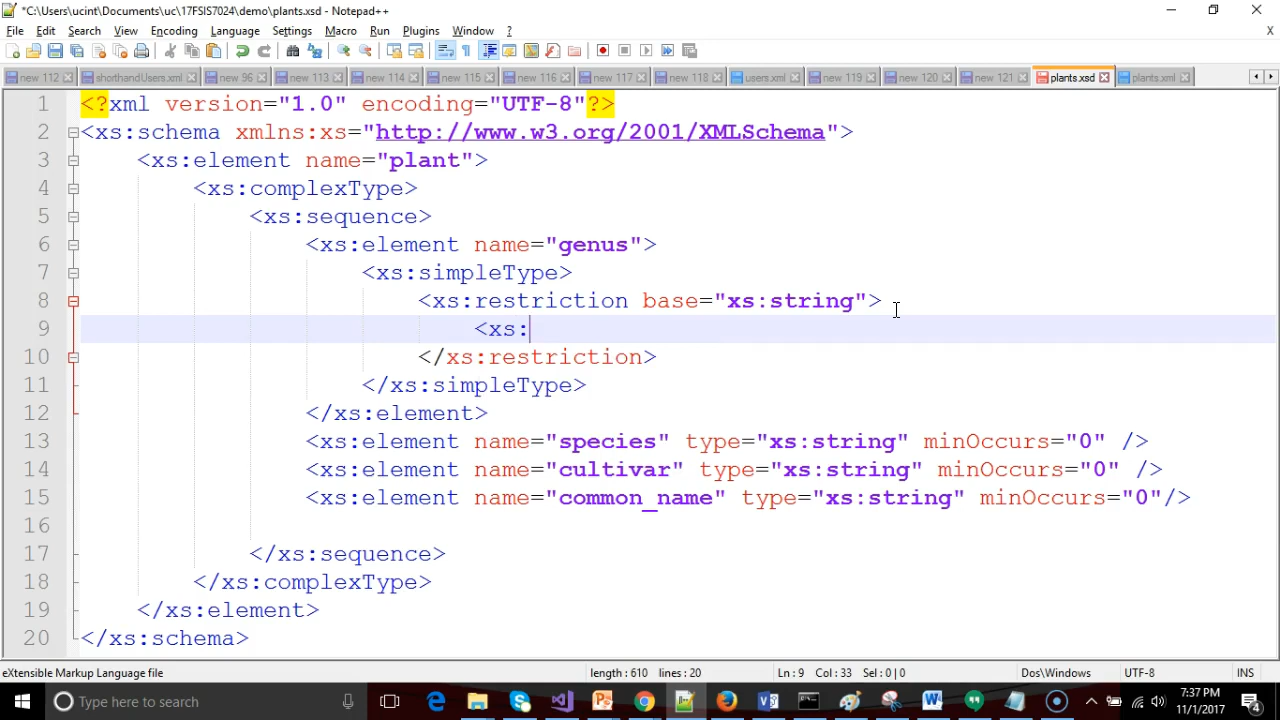 *C:\Users\ucint\Documents\uc\17FSIS7024\demo\plants.xsd - Notepad++
File Edit Search View Encoding Language Settings Macro Run Plugins Window ? X
new 112 shorthandUsers.xml new 96 new 113 new 114 new 115 new 116 new 117 new 118 users.xml new 119 new 120 new 121 plants.xsd plants.xml
1 <?xml version="1.0" encoding="UTF-8"?>
2 <xs:schema xmlns:xs="http://www.w3.org/2001/XMLSchema">
3 <xs:element name="plant">
4 <xs:complexType>
5 <xs:sequence>
6 <xs:element name="genus">
7 <xs:simpleType>
8 <xs:restriction base="xs:string">
9 <xs:
10 </xs:restriction>
11 </xs:simpleType>
12 </xs:element>
13 <xs:element name="species" type="xs:string" minOccurs="0" />
14 <xs:element name="cultivar" type="xs:string" minOccurs="0" />
15 <xs:element name="common_name" type="xs:string" minOccurs="0"/>
16
17 </xs:sequence>
18 </xs:complexType>
19 </xs:element>
20 </xs:schema>
eXtensible Markup Language file length : 610 lines : 20 Ln : 9 Col : 33 Sel : 0 | 0 Dos\Windows UTF-8 INS
Type here to search 7:37 PM
11/1/2017 4